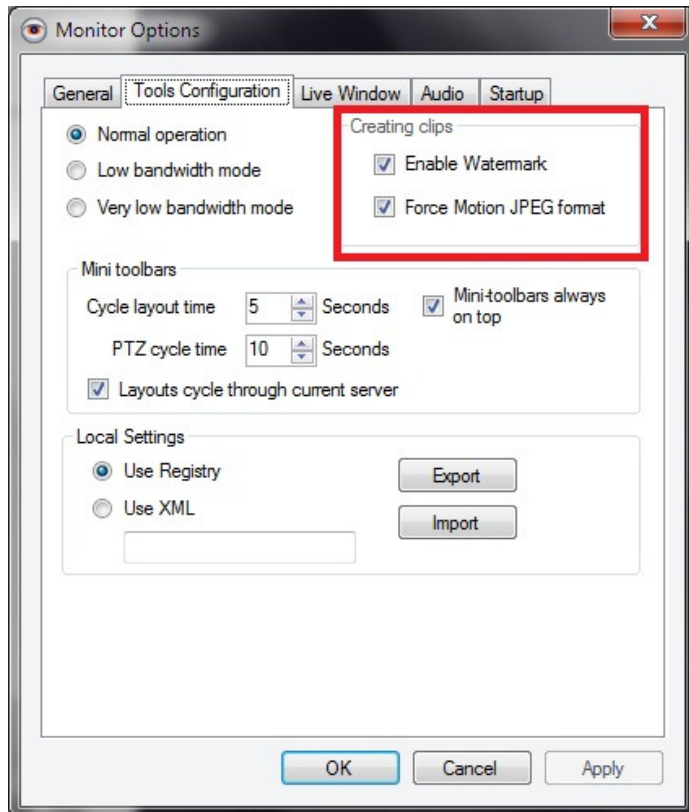 Monitor Options
General Tools Configuration Live Window Audio Startup
Normal operation
Low bandwidth mode
Very low bandwidth mode
Creating clips
Enable Watermark
Force Motion JPEG format
Mini toolbars
Cycle layout time 5 Seconds
Mini-toolbars always
on top
PTZ cycle time 10 Seconds
Layouts cycle through current server
Local Settings
Use Registry
Export
Use XML
Import
OK Cancel Apply